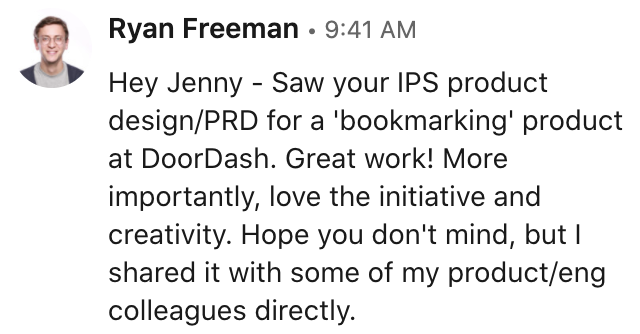 Ryan Freeman • 9:41 AM
Hey Jenny - Saw your IPS product
design/PRD for a 'bookmarking' product
at DoorDash. Great work! More
importantly, love the initiative and
creativity. Hope you don't mind, but I
shared it with some of my product/eng
colleagues directly.